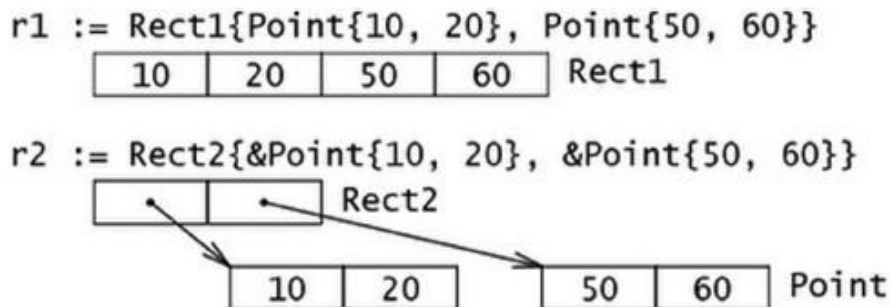 r1 := Rect1{Point{10, 20}, Point{50, 60}}
10 20 50 60 Rect1
r2 := Rect2{&Point{10, 20}, &Point{50, 60}}
Rect2
10 20 50 60 Point